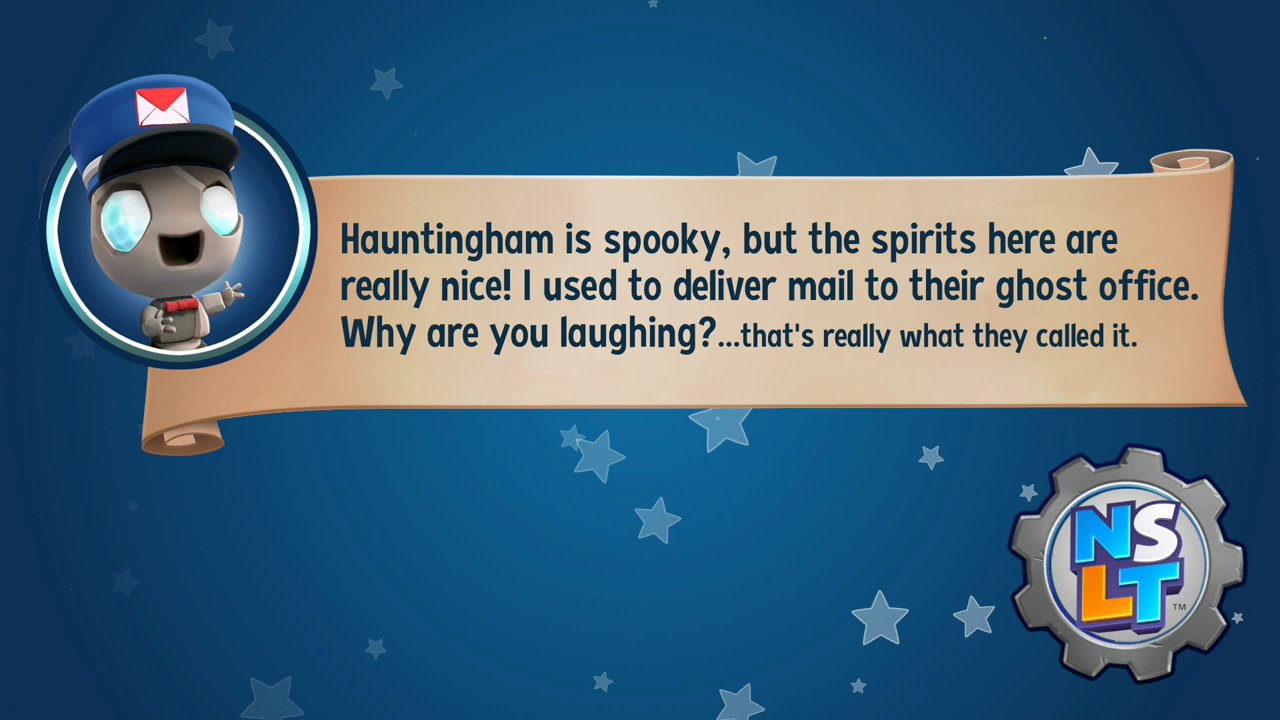 Hauntingham is spooky, but the spirits here are
really nice! I used to deliver mail to their ghost office.
Why are you laughing?...that's really what they called it.
NS
LT
TM